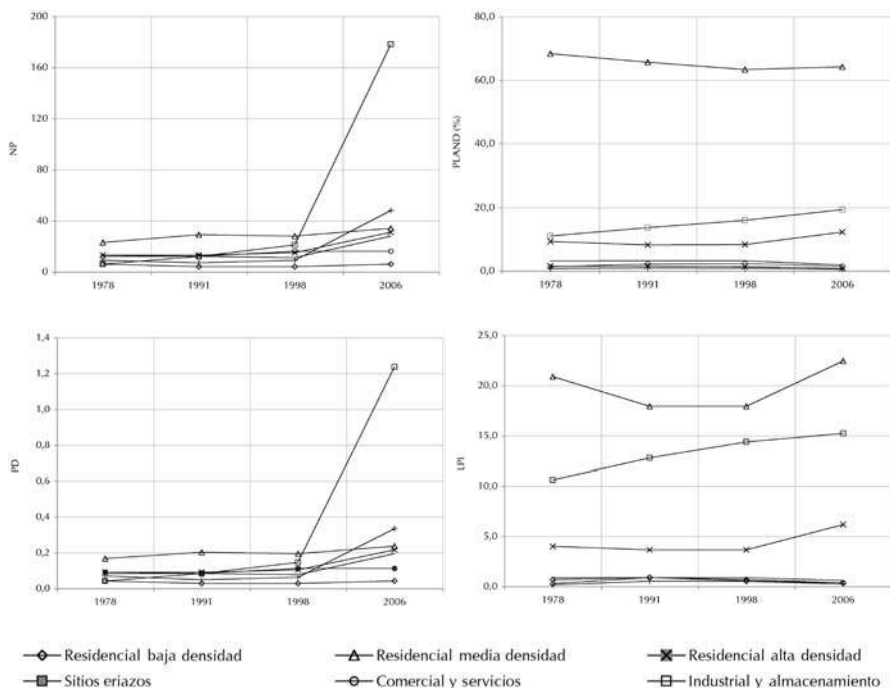 200
160
120
80
40
0
NP
1978 1991 1998 2006
80,0
60,0
40,0
20,0
0,0
PLAND (%)
1978 1991 1998 2006
1,4
1,2
1,0
0,8
0,6
0,4
0,2
0,0
PD
1978 1991 1998 2006
25,0
20,0
15,0
10,0
5,0
0,0
LPI
1978 1991 1998 2006
Residencial baja densidad Residencial media densidad Residencial alta densidad
Sitios eriazos Comercial y servicios Industrial y almacenamiento